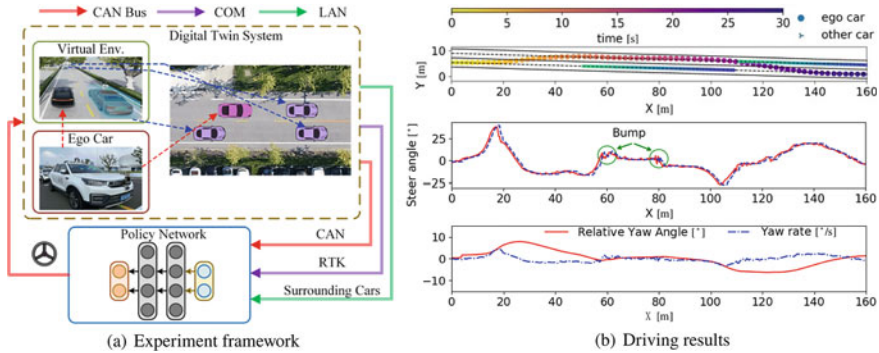 CAN Bus COM LAN
Digital Twin System
Virtual Env.
Ego Car
Policy Network
CAN
RTK
Surrounding Cars
(a) Experiment framework
0 5 10 15 20 25 30
time [s]
ego car
other car
Y [m]
10
5
0
0 20 40 60 80 100 120 140 160
X [m]
Steer angle [°]
25
0
−25
Bump
0 20 40 60 80 100 120 140 160
X [m]
Relative Yaw Angle [°] Yaw rate [°/s]
10
0
−10
0 20 40 60 80 100 120 140 160
X [m]
(b) Driving results